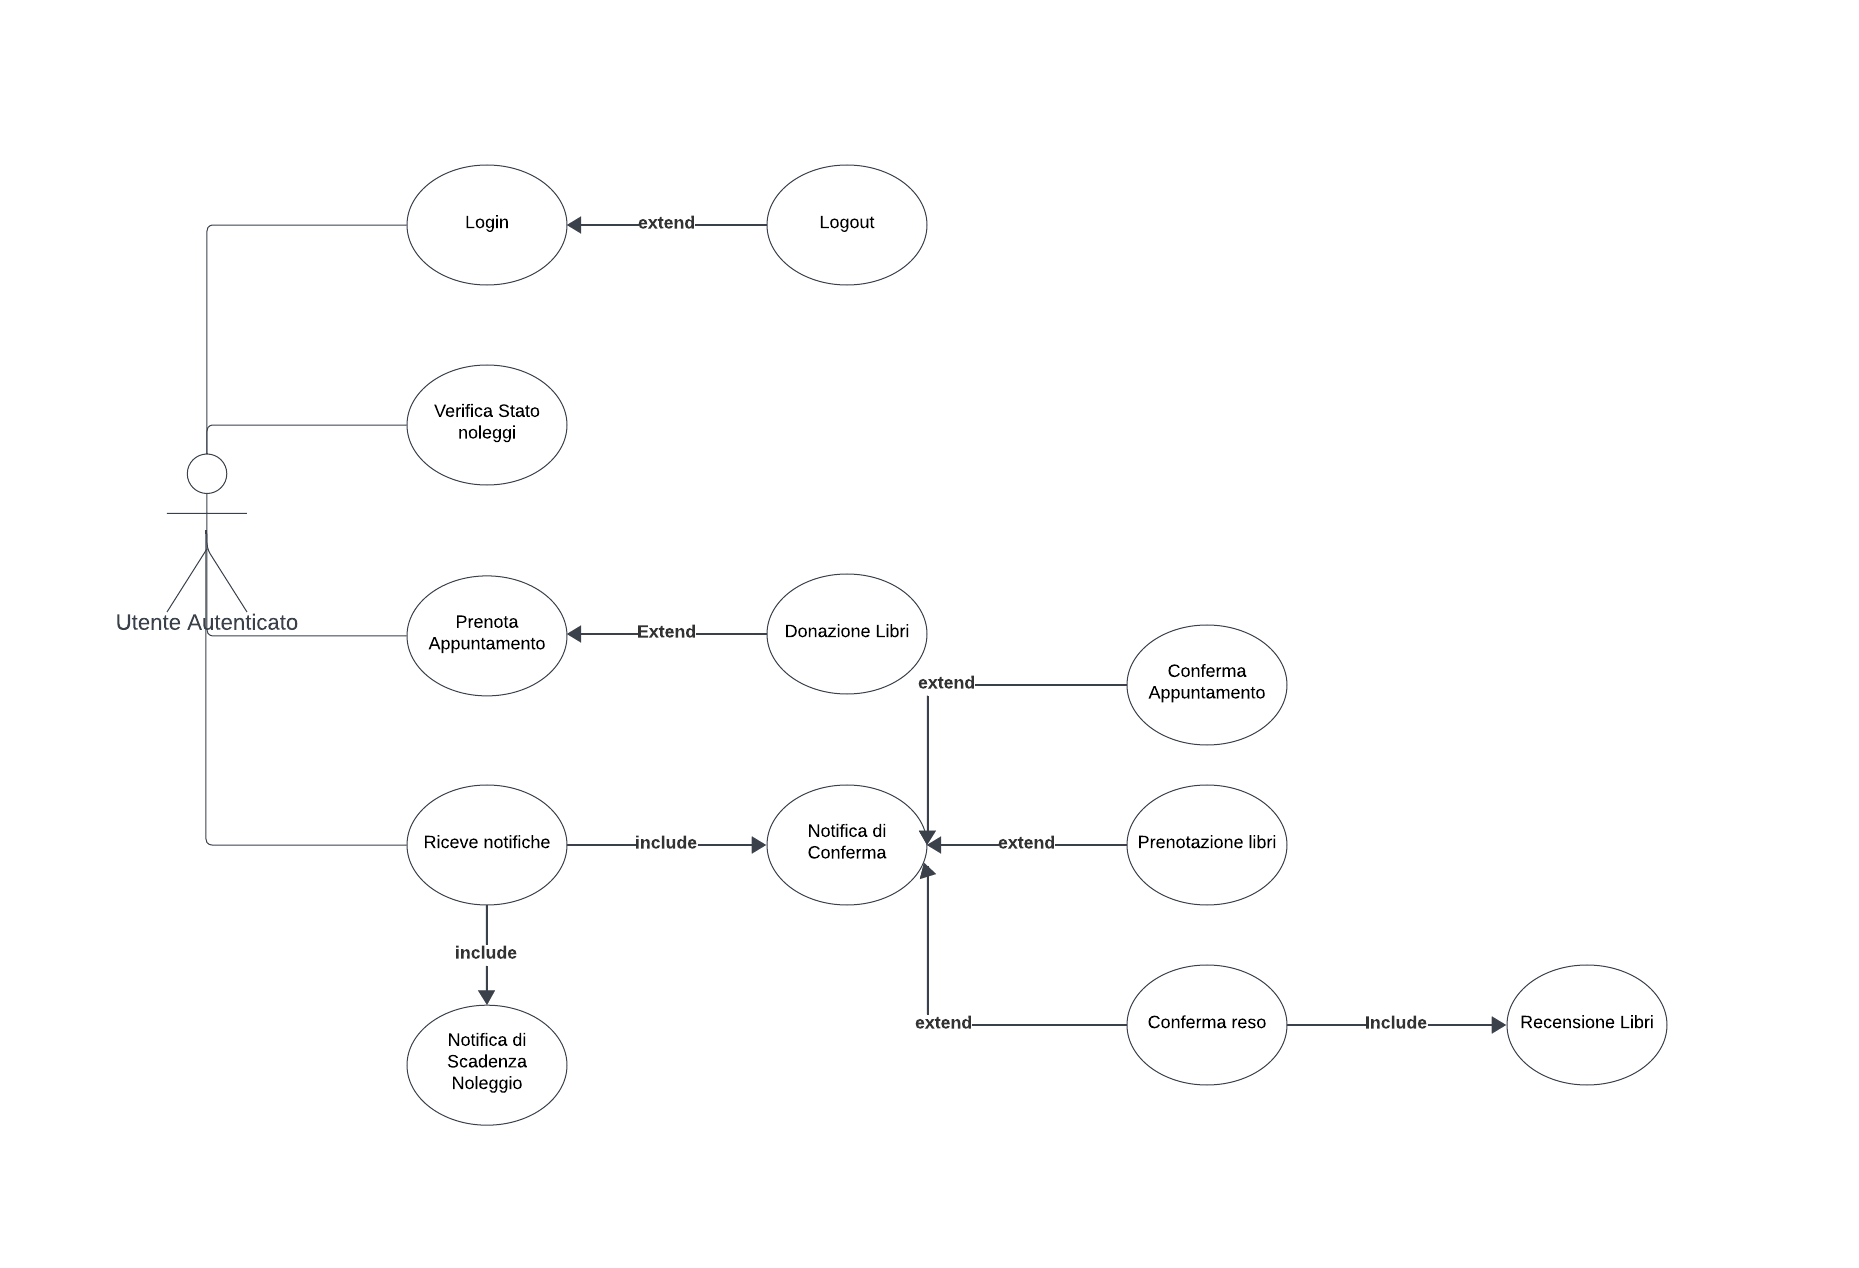 Login
extend
Logout
Verifica Stato
noleggi
Utente Autenticato
Prenota
Appuntamento
Extend
Donazione Libri
extend
Conferma
Appuntamento
Riceve notifiche
include
Notifica di
Conferma
extend
Prenotazione libri
include
Notifica di
Scadenza
Noleggio
extend
Conferma reso
Include
Recensione Libri